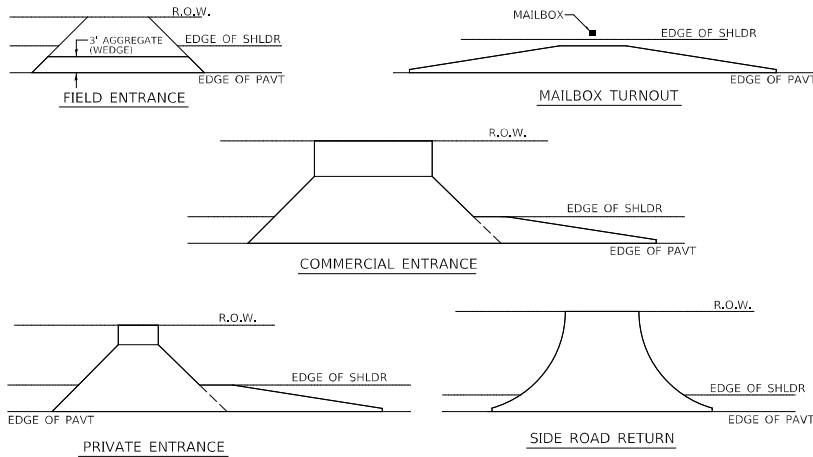 R.O.W.
EDGE OF SHLDR
3' AGGREGATE
(WEDGE)
EDGE OF PAVT
FIELD ENTRANCE
MAILBOX
EDGE OF SHLDR
EDGE OF PAVT
MAILBOX TURNOUT
R.O.W.
EDGE OF SHLDR
EDGE OF PAVT
COMMERCIAL ENTRANCE
R.O.W.
EDGE OF SHLDR
EDGE OF PAVT
PRIVATE ENTRANCE
R.O.W.
EDGE OF SHLDR
EDGE OF PAVT
SIDE ROAD RETURN